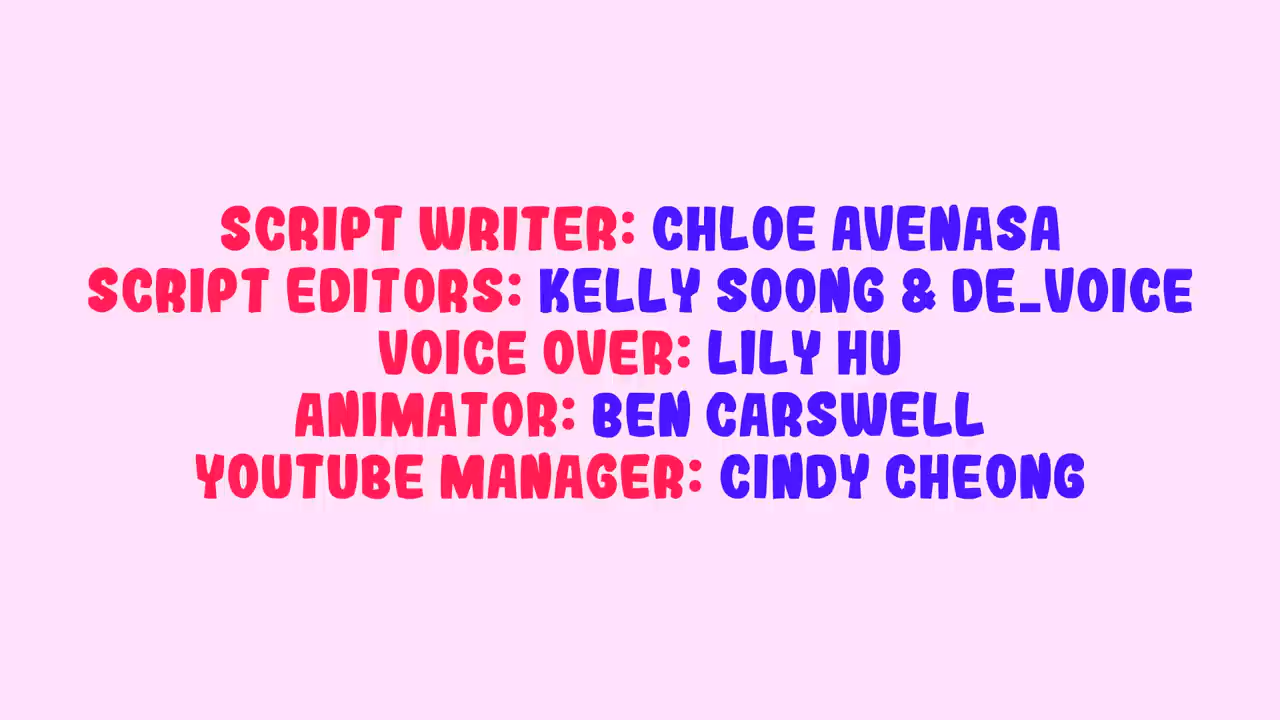 SCRIPT WRITER: CHLOE AVENASA
SCRIPT EDITORS: KELLY SOONG & DE_VOICE
VOICE OVER: LILY HU
ANIMATOR: BEN CARSWELL
YOUTUBE MANAGER: CINDY CHEONG